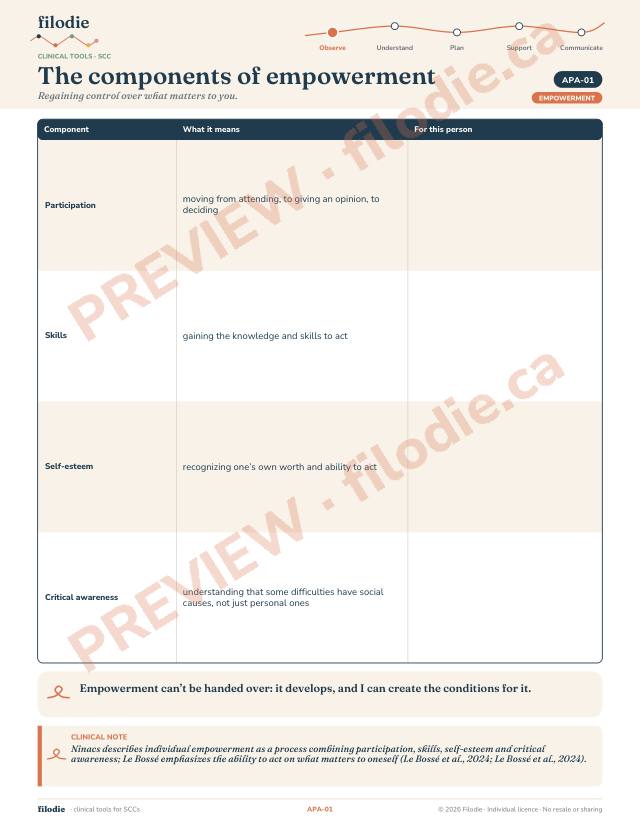 filodie
CLINICAL TOOLS · SCC
Observe
Understand
Plan
Support
Communicate
The components of empowerment
Regaining control over what matters to you.
APA-01
EMPOWERMENT
Component
What it means
For this person
Participation
moving from attending, to giving an opinion, to
deciding
Skills
gaining the knowledge and skills to act
Self-esteem
recognizing one's own worth and ability to act
Critical awareness
understanding that some difficulties have social
causes, not just personal ones
PREVIEW · filodie.ca
PREVIEW · filodie.ca
Empowerment can't be handed over: it develops, and I can create the conditions for it.
CLINICAL NOTE
Ninacs describes individual empowerment as a process combining participation, skills, self-esteem and critical
awareness; Le Bossé emphasizes the ability to act on what matters to oneself (Le Bossé et al., 2024; Le Bossé et al., 2024).
filodie · clinical tools for SCCs
APA-01
© 2026 Filodie · Individual licence · No resale or sharing